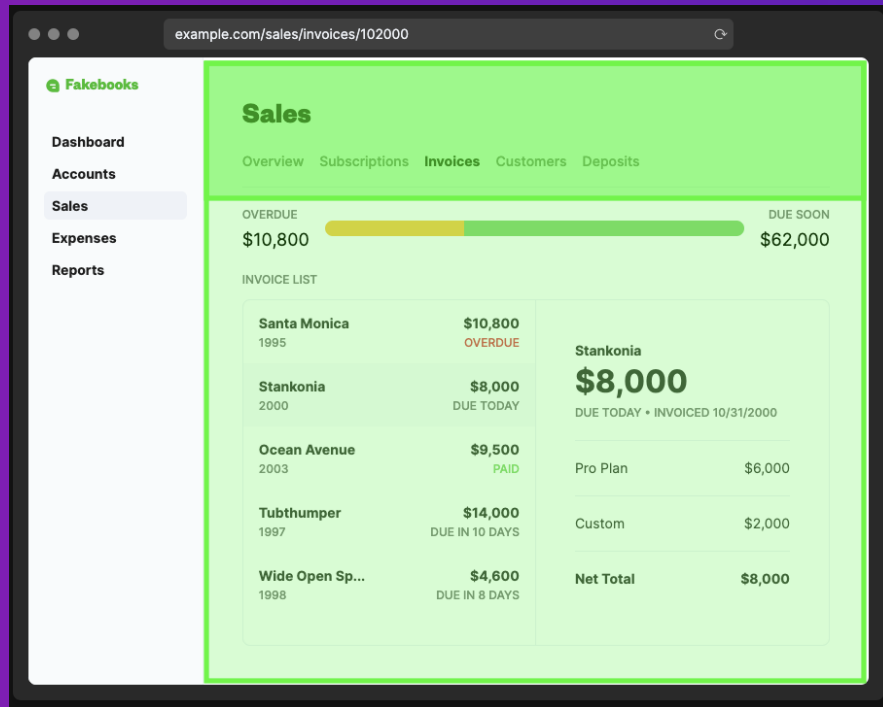 example.com/sales/invoices/102000
Fakebooks
Dashboard
Accounts
Sales
Expenses
Reports
Sales
Overview Subscriptions Invoices Customers Deposits
OVERDUE DUE SOON
$10,800 $62,000
INVOICE LIST
Santa Monica $10,800
1995 OVERDUE
Stankonia $8,000
2000 DUE TODAY
Ocean Avenue $9,500
2003 PAID
Tubthumper $14,000
1997 DUE IN 10 DAYS
Wide Open Sp... $4,600
1998 DUE IN 8 DAYS
Stankonia
$8,000
DUE TODAY • INVOICED 10/31/2000
Pro Plan $6,000
Custom $2,000
Net Total $8,000